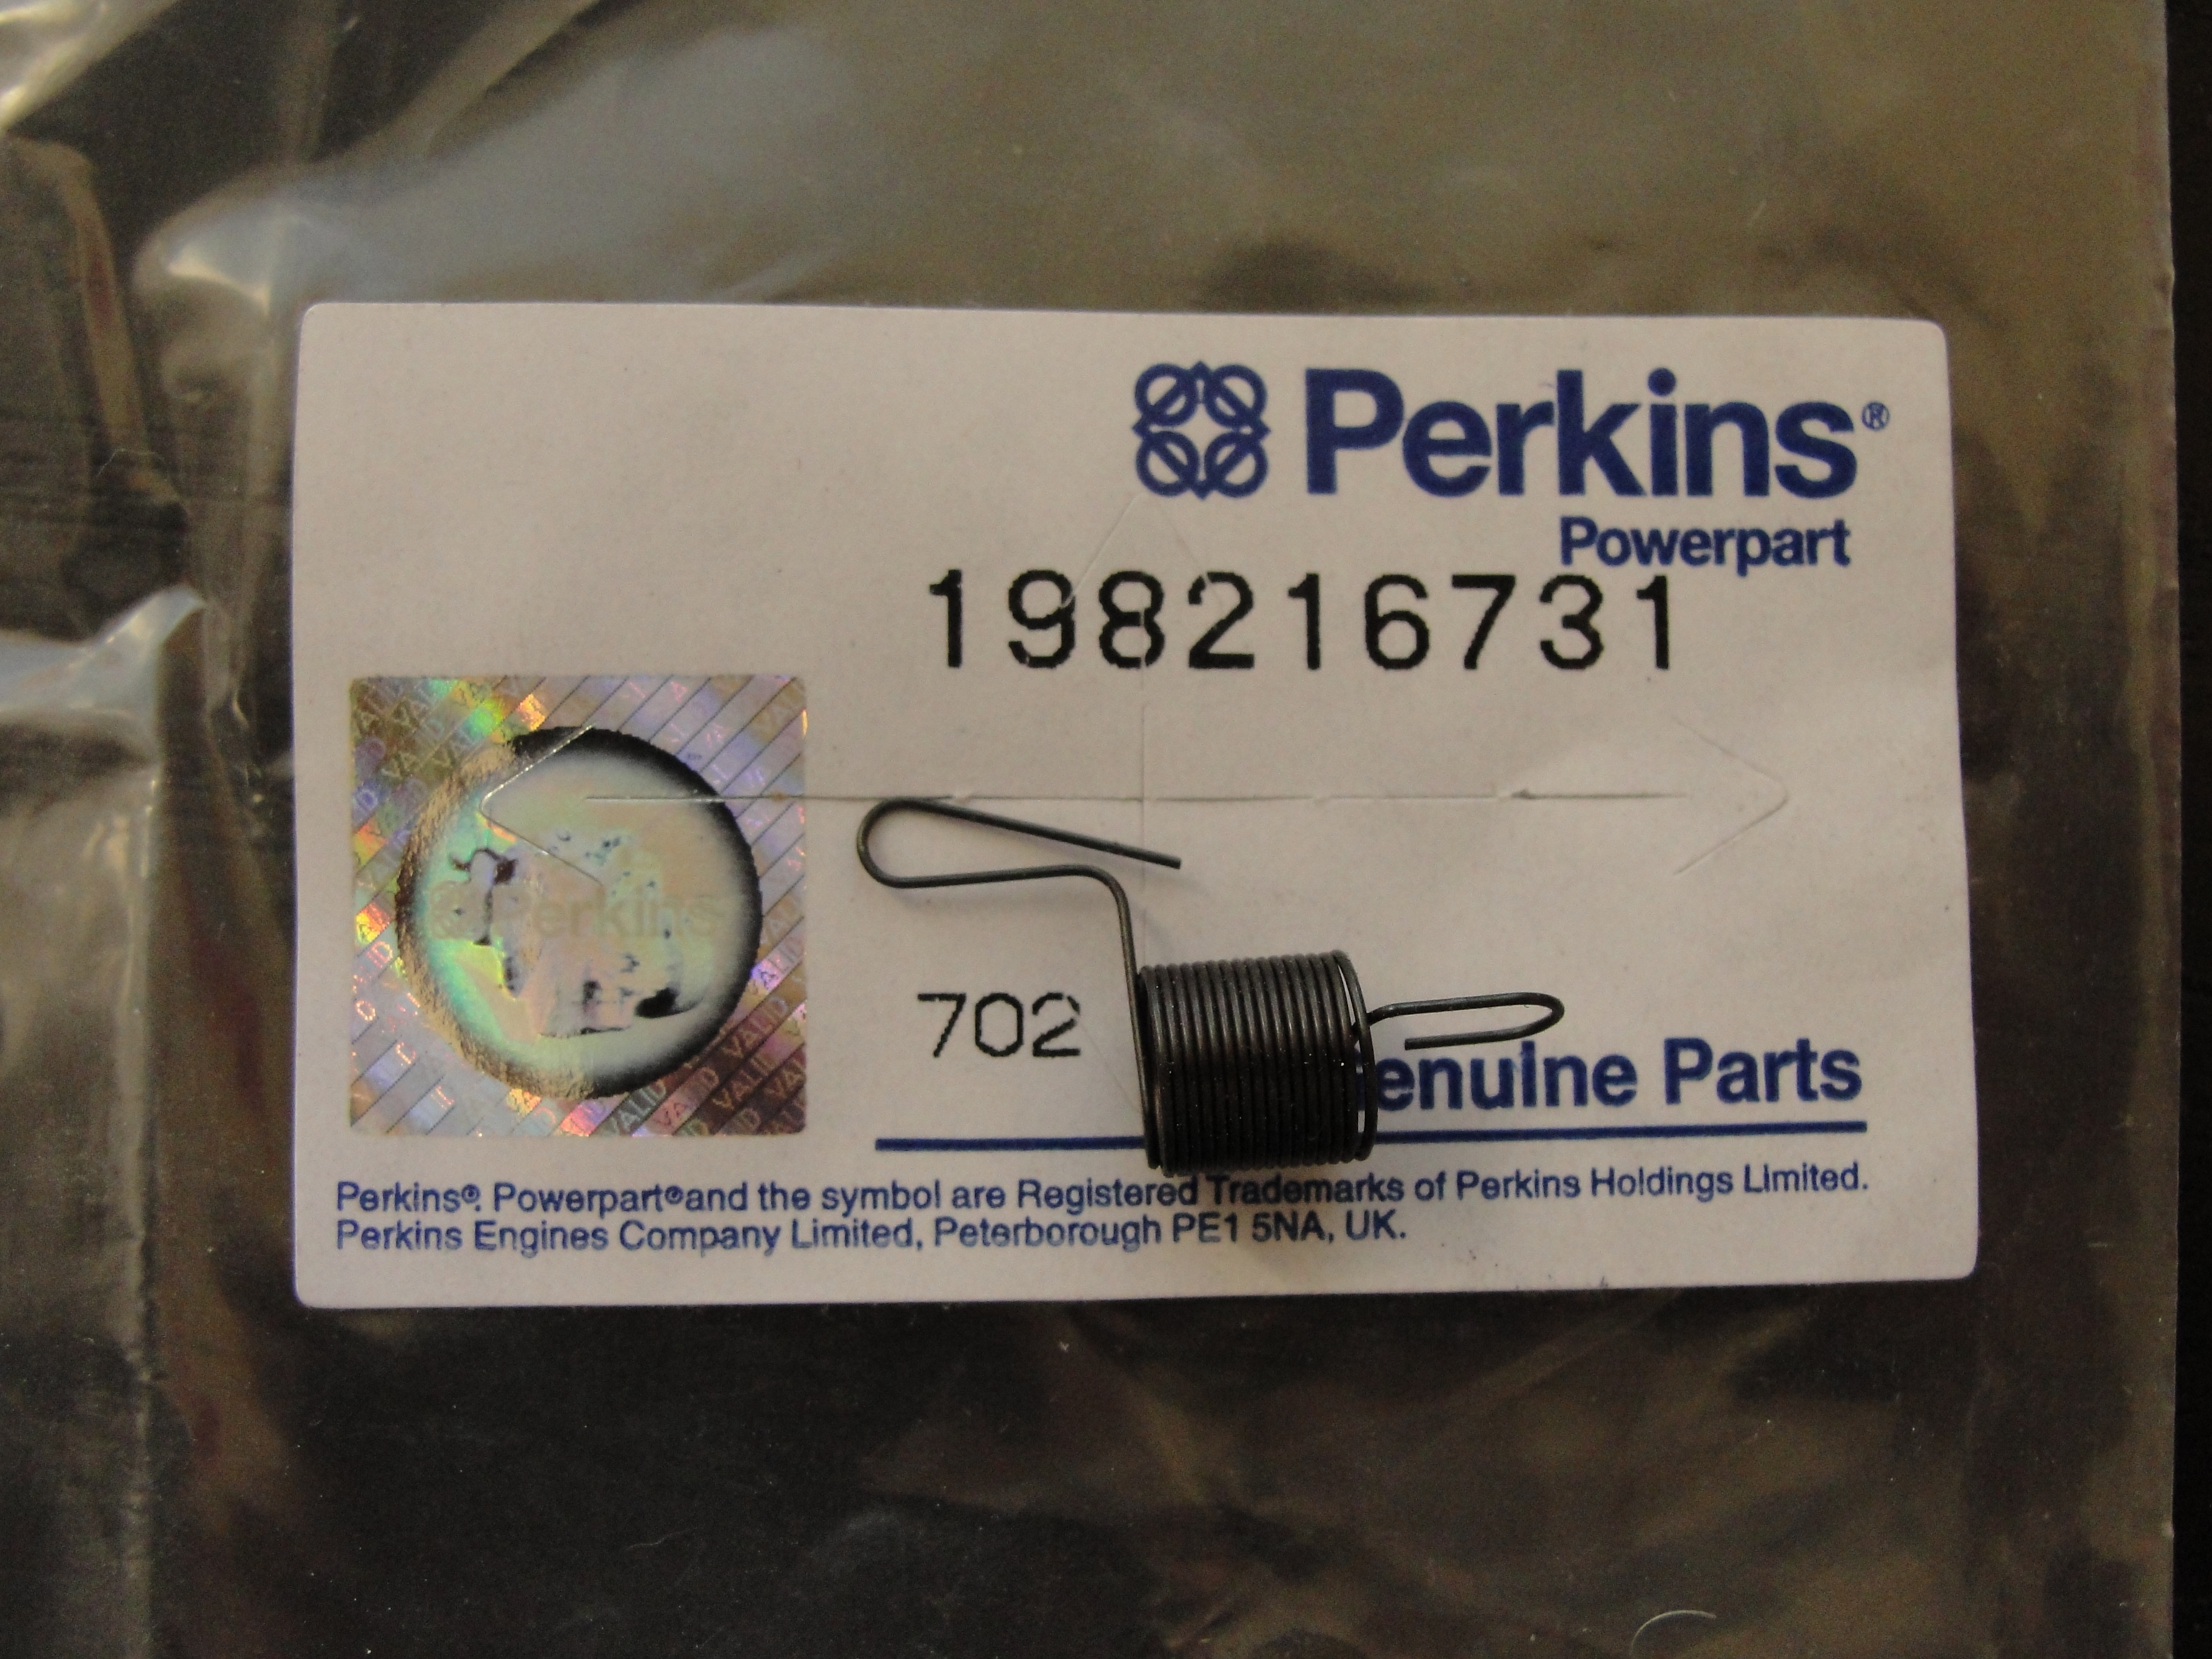 Perkins®
Powerpart
198216731
Perkins
702
enuine Parts
Perkins®. Powerpart® and the symbol are Registered Trademarks of Perkins Holdings Limited.
Perkins Engines Company Limited, Peterborough PE1 5NA, UK.